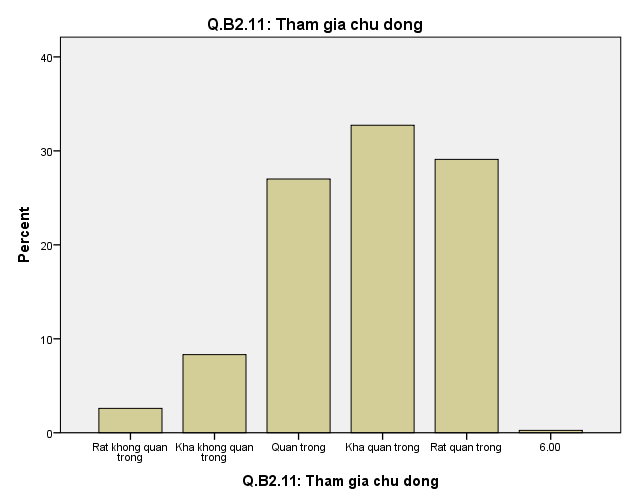 Q.B2.11: Tham gia chu dong
40
30
20
10
0
Percent
Rat khong quan
trong
Kha khong quan
trong
Quan trong
Kha quan trong
Rat quan trong
6.00
Q.B2.11: Tham gia chu dong